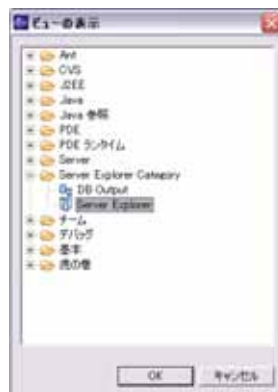 ビューの表示
Ant
CVS
J2EE
Java
Java 参照
PDE
PDE ランタイム
Server
Server Explorer Category
DB Output
Server Explorer
チーム
デバッグ
基本
虎の巻
OK
キャンセル